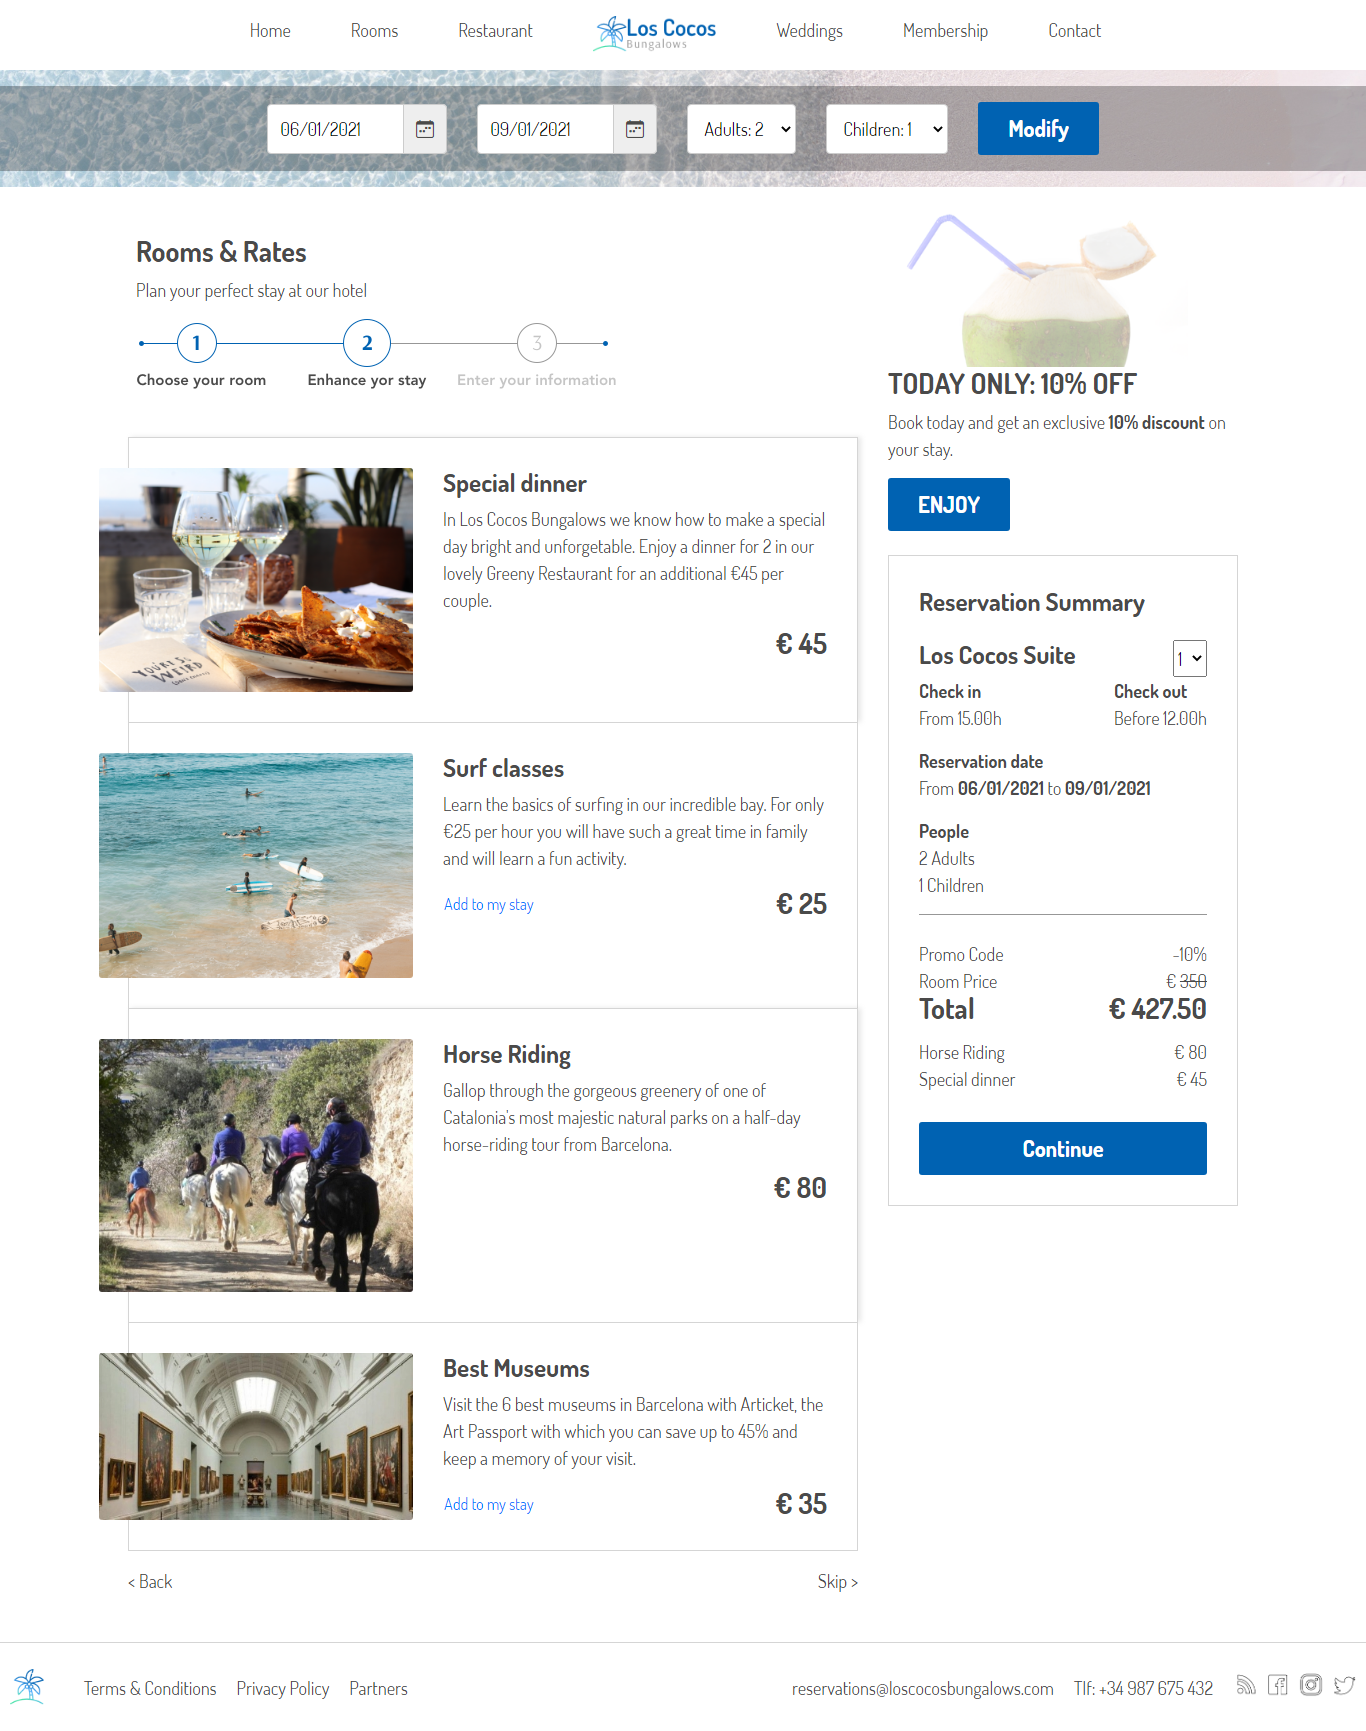 Home
Rooms
Restaurant
Los Cocos
Bungalows
Weddings
Membership
Contact
06/01/2021
09/01/2021
Adults: 2
Children: 1
Modify
Rooms & Rates
Plan your perfect stay at our hotel
1
2
3
Choose your room
Enhance yor stay
Enter your information
TODAY ONLY: 10% OFF
Book today and get an exclusive 10% discount on
your stay.
ENJOY
Special dinner
In Los Cocos Bungalows we know how to make a special
day bright and unforgetable. Enjoy a dinner for 2 in our
lovely Greeny Restaurant for an additional €45 per
couple.
€ 45
YOU'RE SO
WEIRD
Surf classes
Learn the basics of surfing in our incredible bay. For only
€25 per hour you will have such a great time in family
and will learn a fun activity.
Add to my stay
€ 25
Horse Riding
Gallop through the gorgeous greenery of one of
Catalonia's most majestic natural parks on a half-day
horse-riding tour from Barcelona.
€ 80
Best Museums
Visit the 6 best museums in Barcelona with Articket, the
Art Passport with which you can save up to 45% and
keep a memory of your visit.
Add to my stay
€ 35
< Back
Skip >
Reservation Summary
Los Cocos Suite
1
Check in
Check out
From 15.00h
Before 12.00h
Reservation date
From 06/01/2021 to 09/01/2021
People
2 Adults
1 Children
Promo Code
-10%
Room Price
€ 350
Total
€ 427.50
Horse Riding
€ 80
Special dinner
€ 45
Continue
Terms & Conditions
Privacy Policy
Partners
reservations@loscocosbungalows.com
Tlf: +34 987 675 432